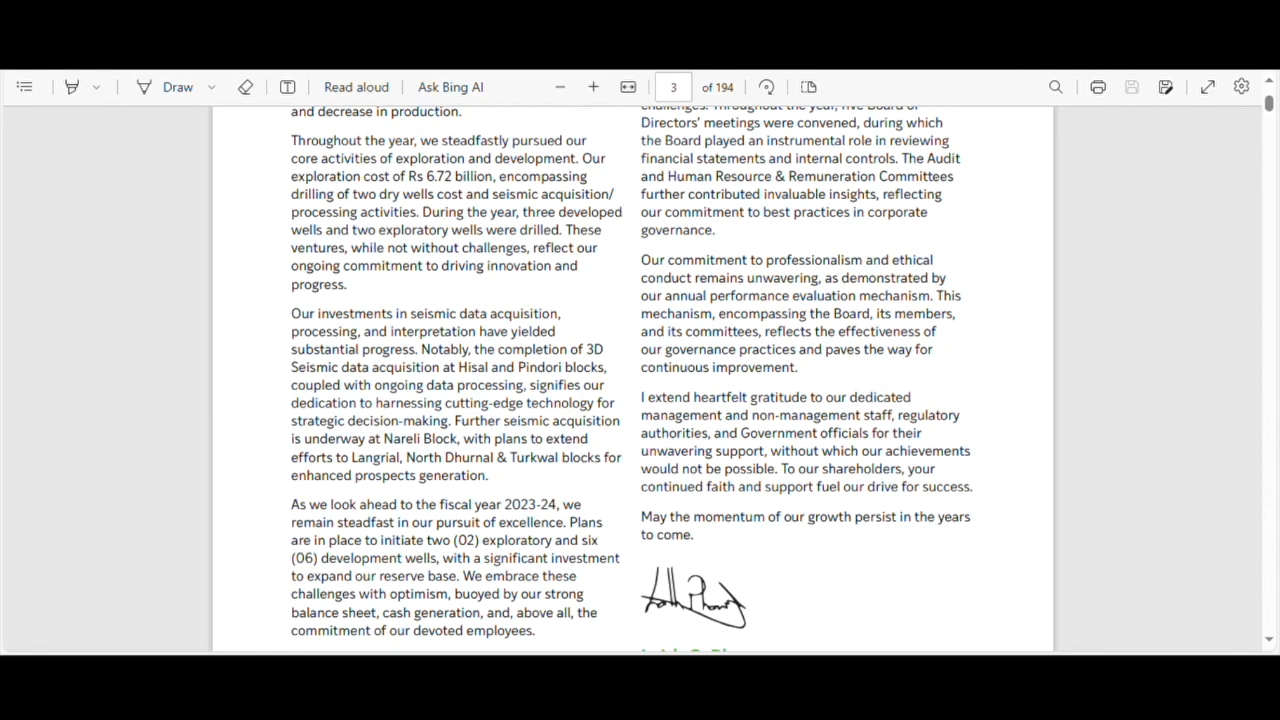 Draw
Read aloud
Ask Bing AI
3
of 194
and decrease in production.
Throughout the year, we steadfastly pursued our
core activities of exploration and development. Our
exploration cost of Rs 6.72 billion, encompassing
drilling of two dry wells cost and seismic acquisition/
processing activities. During the year, three developed
wells and two exploratory wells were drilled. These
ventures, while not without challenges, reflect our
ongoing commitment to driving innovation and
progress.
Our investments in seismic data acquisition,
processing, and interpretation have yielded
substantial progress. Notably, the completion of 3D
Seismic data acquisition at Hisal and Pindori blocks,
coupled with ongoing data processing, signifies our
dedication to harnessing cutting-edge technology for
strategic decision-making. Further seismic acquisition
is underway at Nareli Block, with plans to extend
efforts to Langrial, North Dhurnal & Turkwal blocks for
enhanced prospects generation.
As we look ahead to the fiscal year 2023-24, we
remain steadfast in our pursuit of excellence. Plans
are in place to initiate two (02) exploratory and six
(06) development wells, with a significant investment
to expand our reserve base. We embrace these
challenges with optimism, buoyed by our strong
balance sheet, cash generation, and, above all, the
commitment of our devoted employees.
challenges. Throughout the year, five Board of
Directors' meetings were convened, during which
the Board played an instrumental role in reviewing
financial statements and internal controls. The Audit
and Human Resource & Remuneration Committees
further contributed invaluable insights, reflecting
our commitment to best practices in corporate
governance.
Our commitment to professionalism and ethical
conduct remains unwavering, as demonstrated by
our annual performance evaluation mechanism. This
mechanism, encompassing the Board, its members,
and its committees, reflects the effectiveness of
our governance practices and paves the way for
continuous improvement.
I extend heartfelt gratitude to our dedicated
management and non-management staff, regulatory
authorities, and Government officials for their
unwavering support, without which our achievements
would not be possible. To our shareholders, your
continued faith and support fuel our drive for success.
May the momentum of our growth persist in the years
to come.